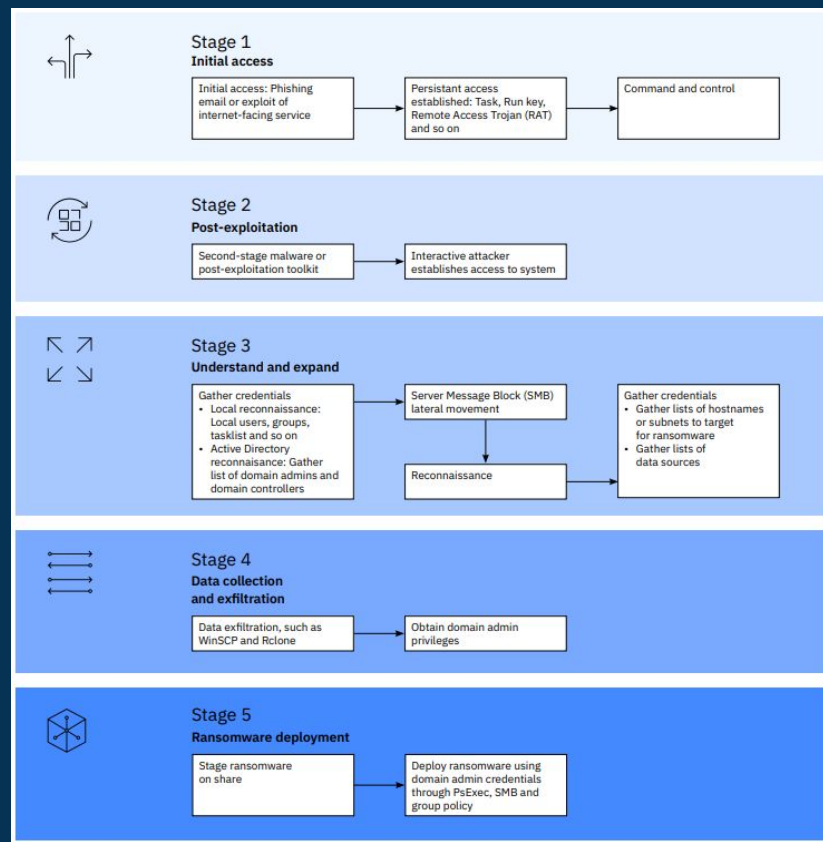 Stage 1
Initial access
Initial access: Phishing
email or exploit of
internet-facing service
Persistant access
established: Task, Run key,
Remote Access Trojan (RAT)
and so on
Command and control
Stage 2
Post-exploitation
Second-stage malware or
post-exploitation toolkit
Interactive attacker
establishes access to system
Stage 3
Understand and expand
Gather credentials
• Local reconnaissance:
Local users, groups,
tasklist and so on
• Active Directory
reconnaisance: Gather
list of domain admins and
domain controllers
Server Message Block (SMB)
lateral movement
Reconnaissance
Gather credentials
• Gather lists of hostnames
or subnets to target
for ransomware
• Gather lists of
data sources
Stage 4
Data collection
and exfiltration
Data exfiltration, such as
WinSCP and Rclone
Obtain domain admin
privileges
Stage 5
Ransomware deployment
Stage ransomware
on share
Deploy ransomware using
domain admin credentials
through PsExec, SMB and
group policy